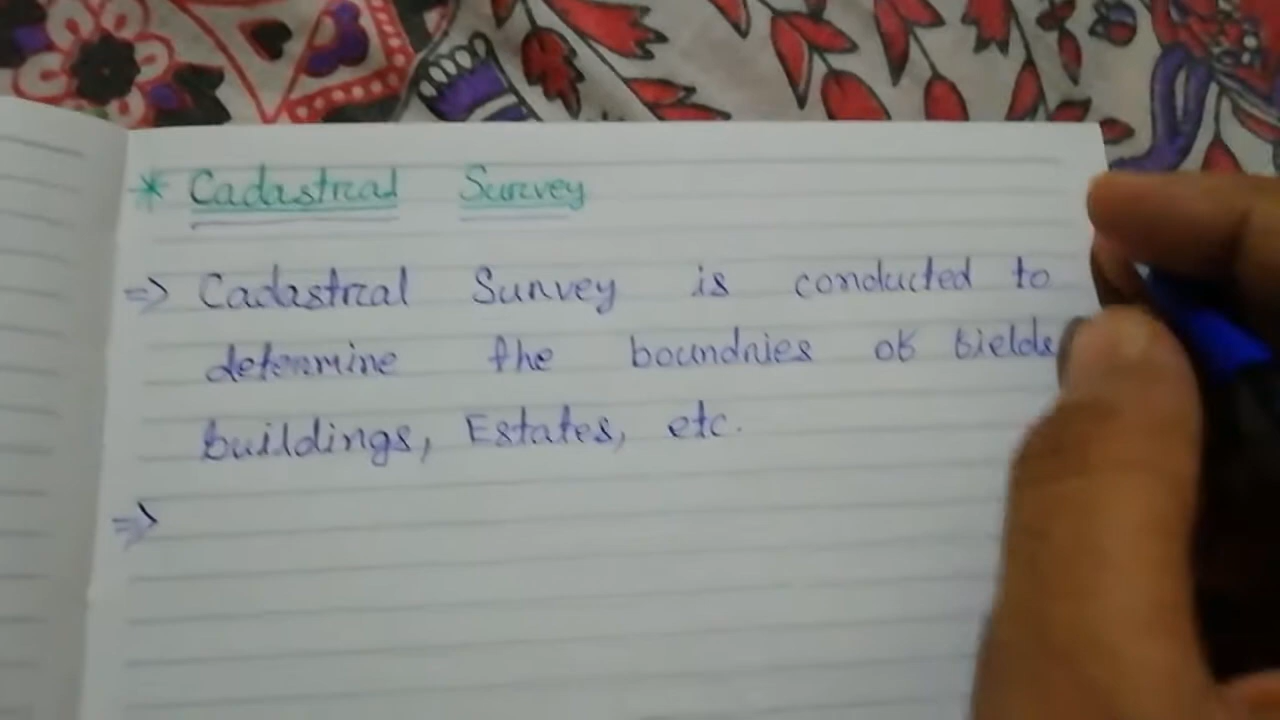 * Cadastral Survey
=> Cadastral Survey is conducted to
determine the boundries of fields
buildings, Estates, etc.
=>